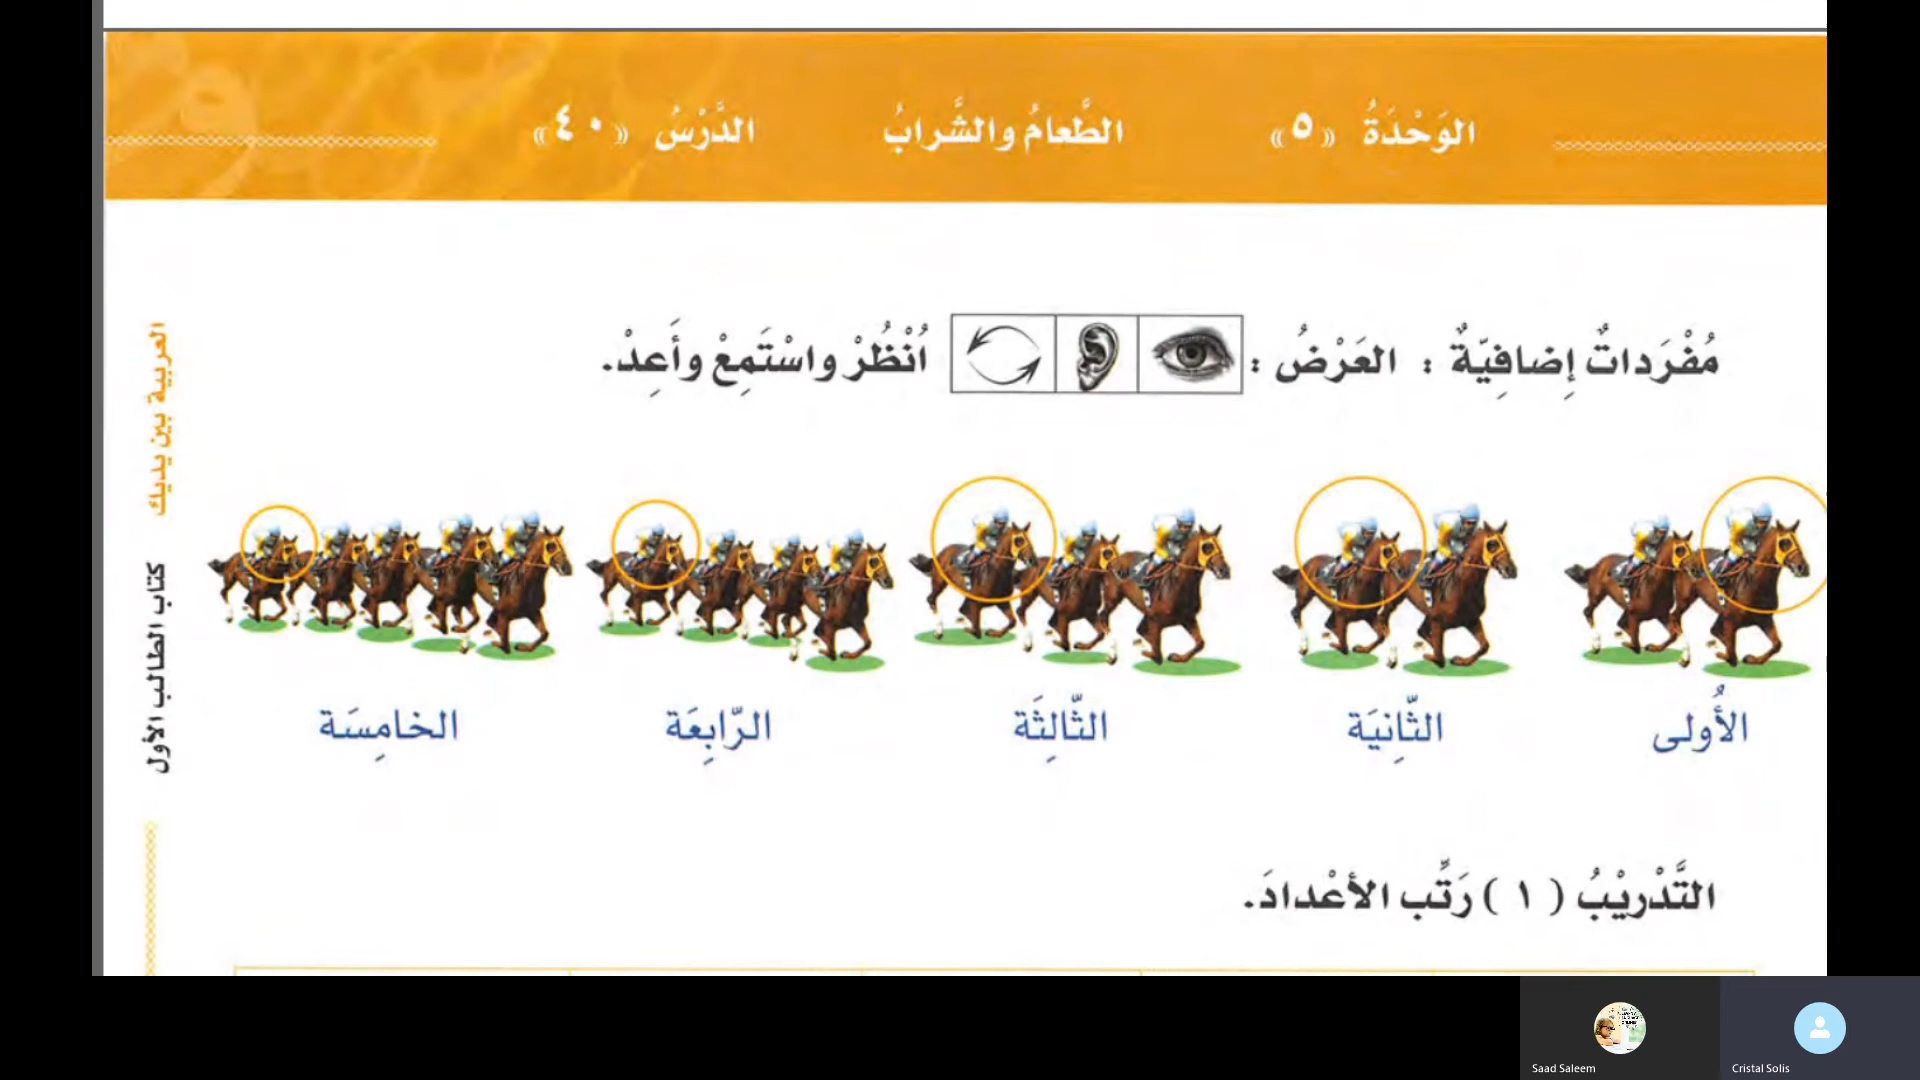 الوَحْدَةُ «٥» الطَّعامُ والشَّرابُ الدَّرْسُ «٤٠»
مُفْرَداتٌ إِضافِيّةٌ : العَرْضُ : اُنْظُرْ واسْتَمِعْ وأَعِدْ.
الأُولى الثّانِيَة الثّالِثَة الرّابِعَة الخامِسَة
التَّدْرِيْبُ ( ١ ) رَتِّب الأعْدادَ.
العربية بين يديك
كتاب الطالب الأول
Saad Saleem
Cristal Solis